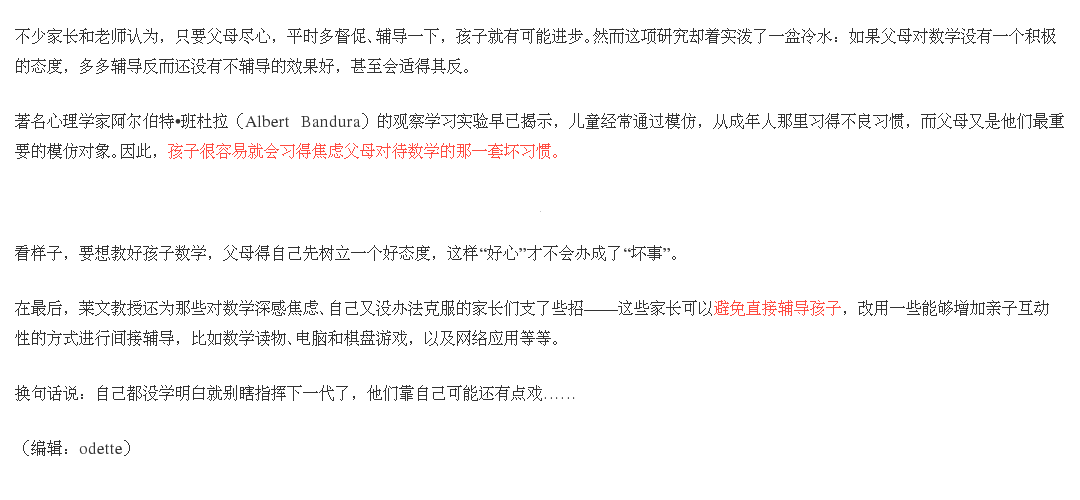 不少家长和老师认为，只要父母尽心，平时多督促、辅导一下，孩子就有可能进步。然而这项研究却着实泼了一盆冷水：如果父母对数学没有一个积极
的态度，多多辅导反而还没有不辅导的效果好，甚至会适得其反。
著名心理学家阿尔伯特•班杜拉（Albert Bandura）的观察学习实验早已揭示，儿童经常通过模仿，从成年人那里习得不良习惯，而父母又是他们最重
要的模仿对象。因此，孩子很容易就会习得焦虑父母对待数学的那一套坏习惯。
看样子，要想教好孩子数学，父母得自己先树立一个好态度，这样“好心”才不会办成了“坏事”。
在最后，莱文教授还为那些对数学深感焦虑、自己又没办法克服的家长们支了些招——这些家长可以避免直接辅导孩子，改用一些能够增加亲子互动
性的方式进行间接辅导，比如数学读物、电脑和棋盘游戏，以及网络应用等等。
换句话说：自己都没学明白就别瞎指挥下一代了，他们靠自己可能还有点戏……
（编辑：odette）